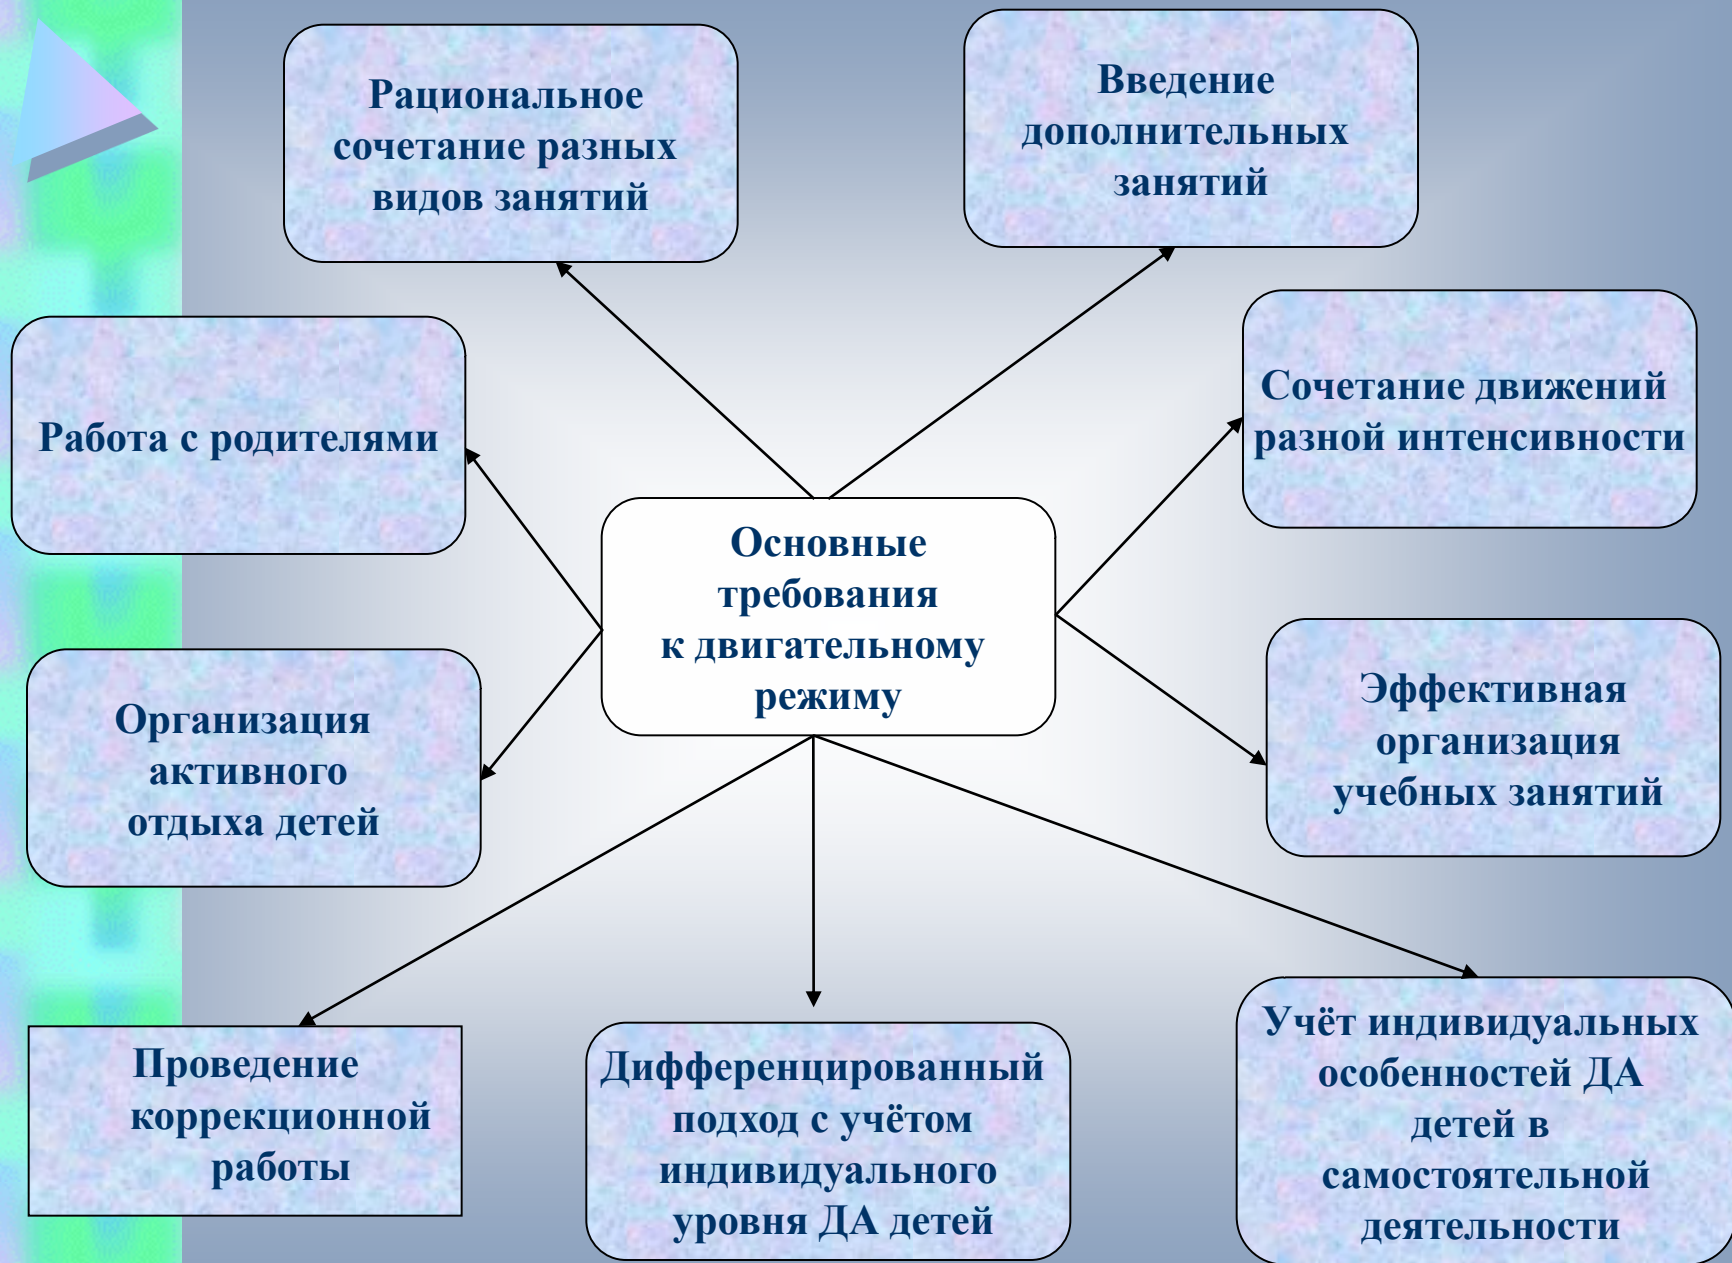 Рациональное
сочетание разных
видов занятий
Введение
дополнительных
занятий
Работа с родителями
Сочетание движений
разной интенсивности
Основные
требования
к двигательному
режиму
Организация
активного
отдыха детей
Эффективная
организация
учебных занятий
Проведение
коррекционной
работы
Дифференцированный
подход с учётом
индивидуального
уровня ДА детей
Учёт индивидуальных
особенностей ДА
детей в
самостоятельной
деятельности